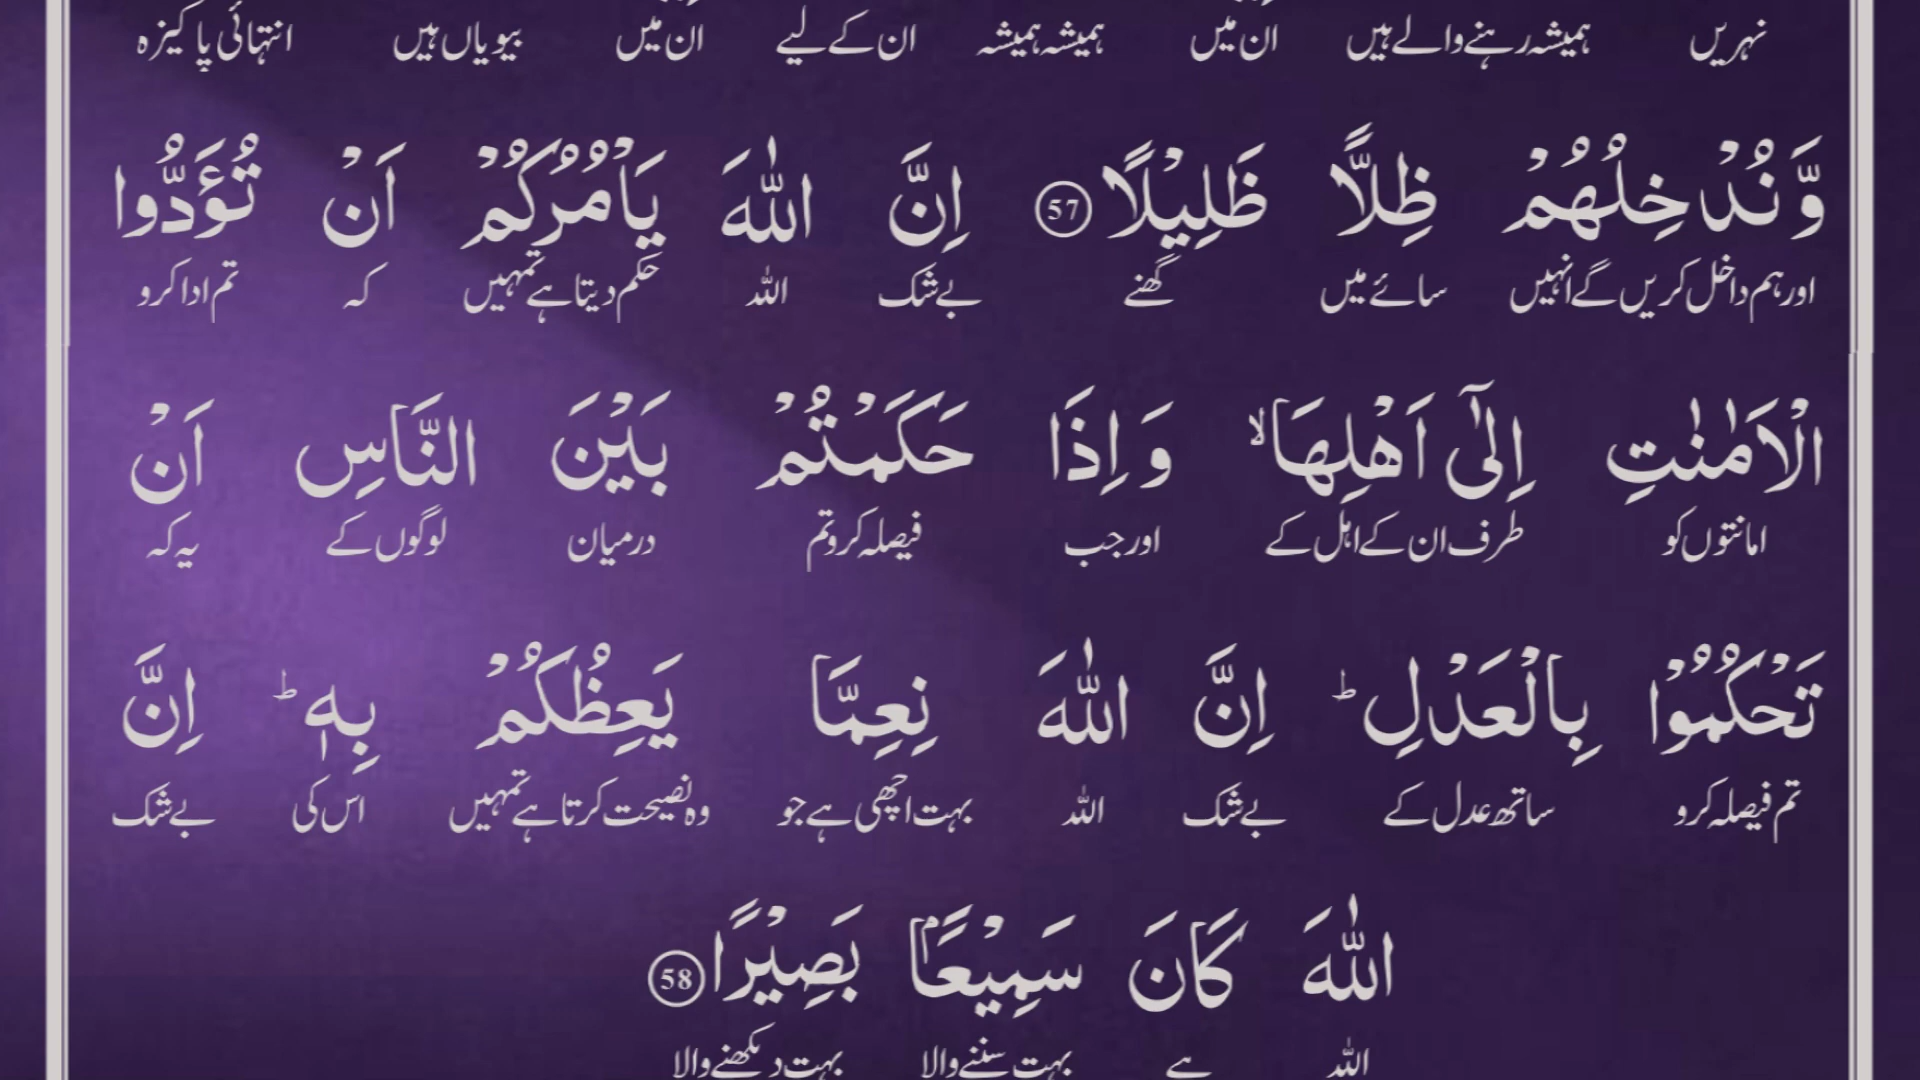 نہریں ہمیشہ رہنے والے ہیں ان میں ہمیشہ ہمیشہ ان کے لیے ان میں بیویاں ہیں انتہائی پاکیزہ
وَّنُدْخِلُهُمْ ظِلًّا ظَلِيْلًا 57 اِنَّ اللّٰهَ يَاْمُرُكُمْ اَنْ تُؤَدُّوا
اور ہم داخل کریں گے انہیں سائے میں گھنے بے شک اللہ حکم دیتا ہے تمہیں کہ تم ادا کرو
الْاَمٰنٰتِ اِلٰٓى اَهْلِهَا ۙ وَاِذَا حَكَمْتُمْ بَيْنَ النَّاسِ اَنْ
امانتوں کو طرف ان کے اہل کے اور جب فیصلہ کرو تم درمیان لوگوں کے یہ کہ
تَحْكُمُوْا بِالْعَدْلِ ؕ اِنَّ اللّٰهَ نِعِمَّا يَعِظُكُمْ بِهٖ ؕ اِنَّ
تم فیصلہ کرو ساتھ عدل کے بے شک اللہ بہت اچھی ہے جو وہ نصیحت کرتا ہے تمہیں اس کی بے شک
اللّٰهَ كَانَ سَمِيْعًۢا بَصِيْرًا 58
اللہ ہے بہت سننے والا بہت دیکھنے والا